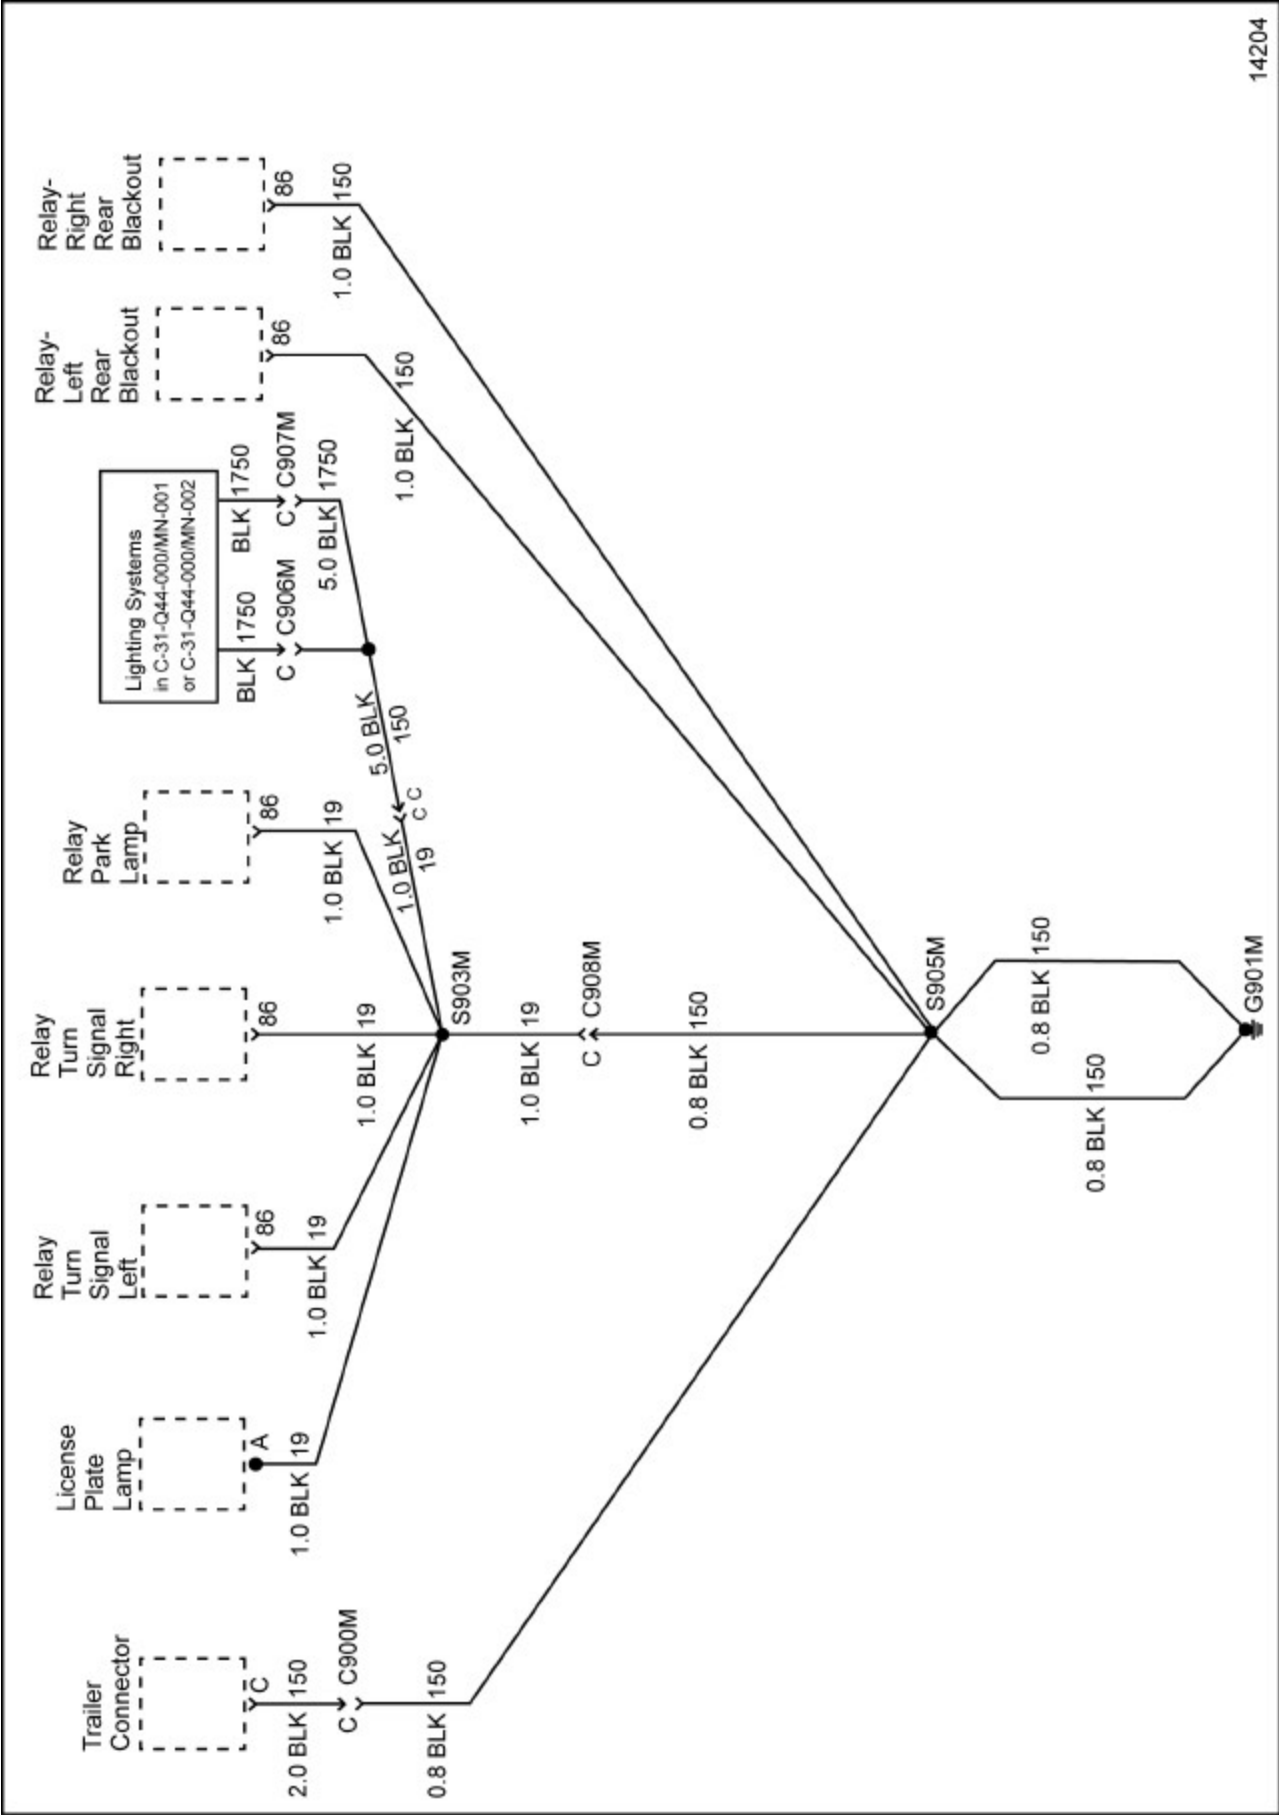 Trailer
Connector
C
2.0 BLK 150
C C900M
0.8 BLK 150
License
Plate
Lamp
A
1.0 BLK 19
Relay
Turn
Signal
Left
86
1.0 BLK 19
Relay
Turn
Signal
Right
86
1.0 BLK 19
Relay
Park
Lamp
86
1.0 BLK 19
Lighting Systems
in C-31-Q44-000/MN-001
or C-31-Q44-000/MN-002
BLK 1750
C C906M
BLK 1750
C C907M
5.0 BLK 1750
5.0 BLK
150
C C
1.0 BLK
19
Relay-
Left
Rear
Blackout
86
1.0 BLK 150
Relay-
Right
Rear
Blackout
86
1.0 BLK 150
S903M
1.0 BLK 19
C C908M
0.8 BLK 150
S905M
0.8 BLK 150
0.8 BLK 150
G901M
14204